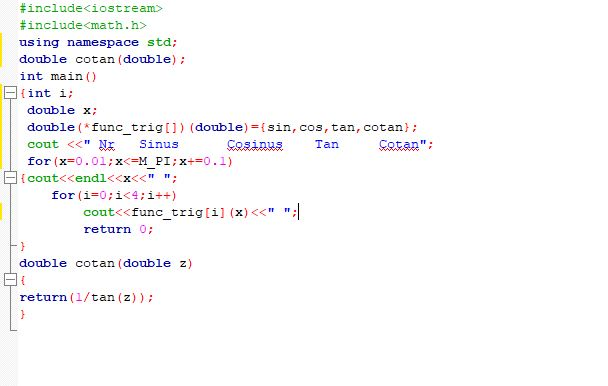 #include<iostream>
#include<math.h>
using namespace std;
double cotan(double);
int main()
{int i;
double x;
double(*func_trig[])(double)={sin,cos,tan,cotan};
cout <<" Nr Sinus Cosinus Tan Cotan";
for(x=0.01;x<=M_PI;x+=0.1)
{cout<<endl<<x<<" ";
for(i=0;i<4;i++)
cout<<func_trig[i](x)<<" ";
return 0;
}
double cotan(double z)
{
return(1/tan(z));
}